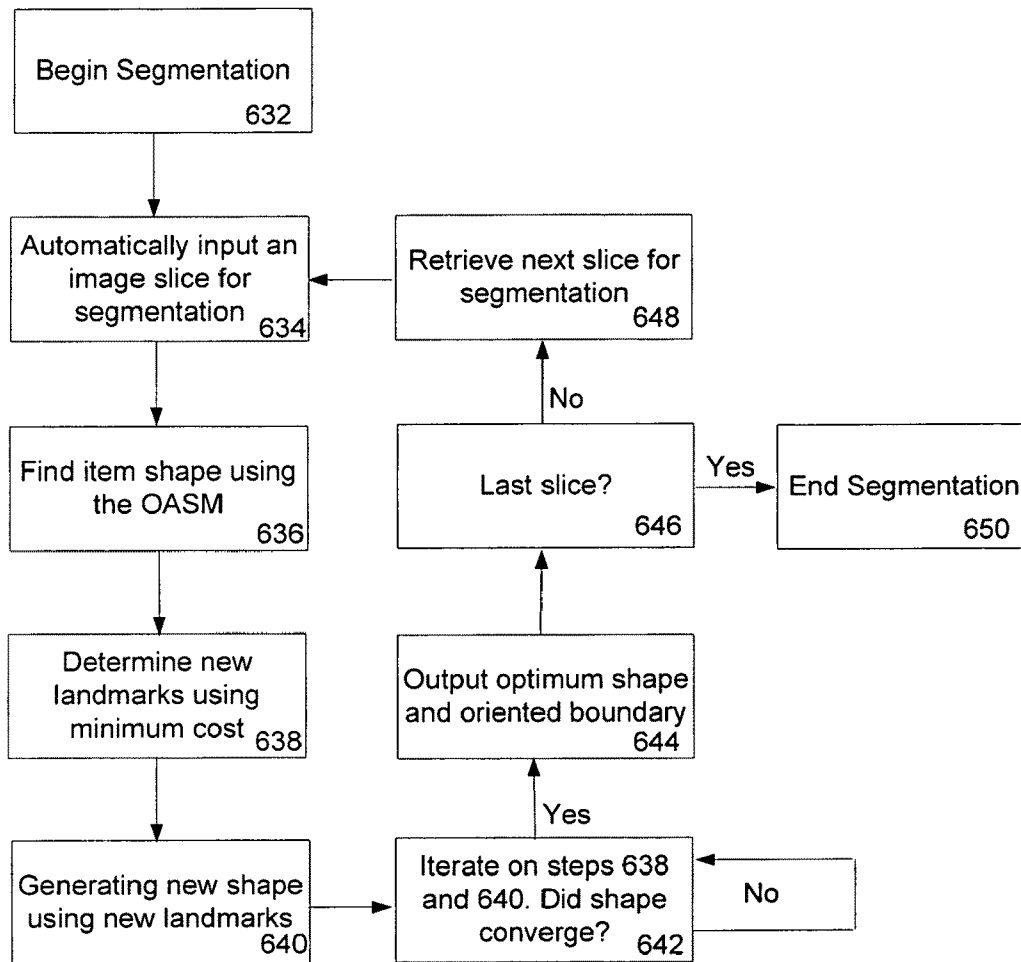 Begin Segmentation
632
Automatically input an
image slice for
segmentation
634
Find item shape using
the OASM
636
Determine new
landmarks using
minimum cost
638
Generating new shape
using new landmarks
640
Iterate on steps 638
and 640. Did shape
converge?
642
No
Yes
Output optimum shape
and oriented boundary
644
Last slice?
646
No
Retrieve next slice for
segmentation
648
Yes
End Segmentation
650